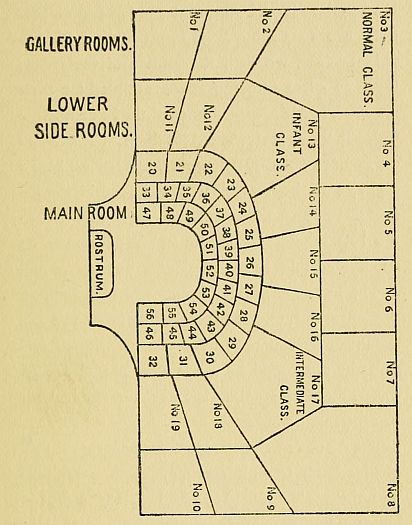 GALLERY ROOMS.
LOWER
SIDE ROOMS.
MAIN ROOM
ROSTRUM.
No 1
No 2
No 3
NORMAL CLASS.
No 4
No 5
No 6
No 7
No 8
No 9
No 10
No 11
No 12
No 13
INFANT
CLASS.
No 14
No 15
No 16
No 17
INTERMEDIATE
CLASS.
No 18
No 19
20
21
22
23
24
25
26
27
28
29
30
31
32
33
34
35
36
37
38
39
40
41
42
43
44
45
46
47
48
49
50
51
52
53
54
55
56